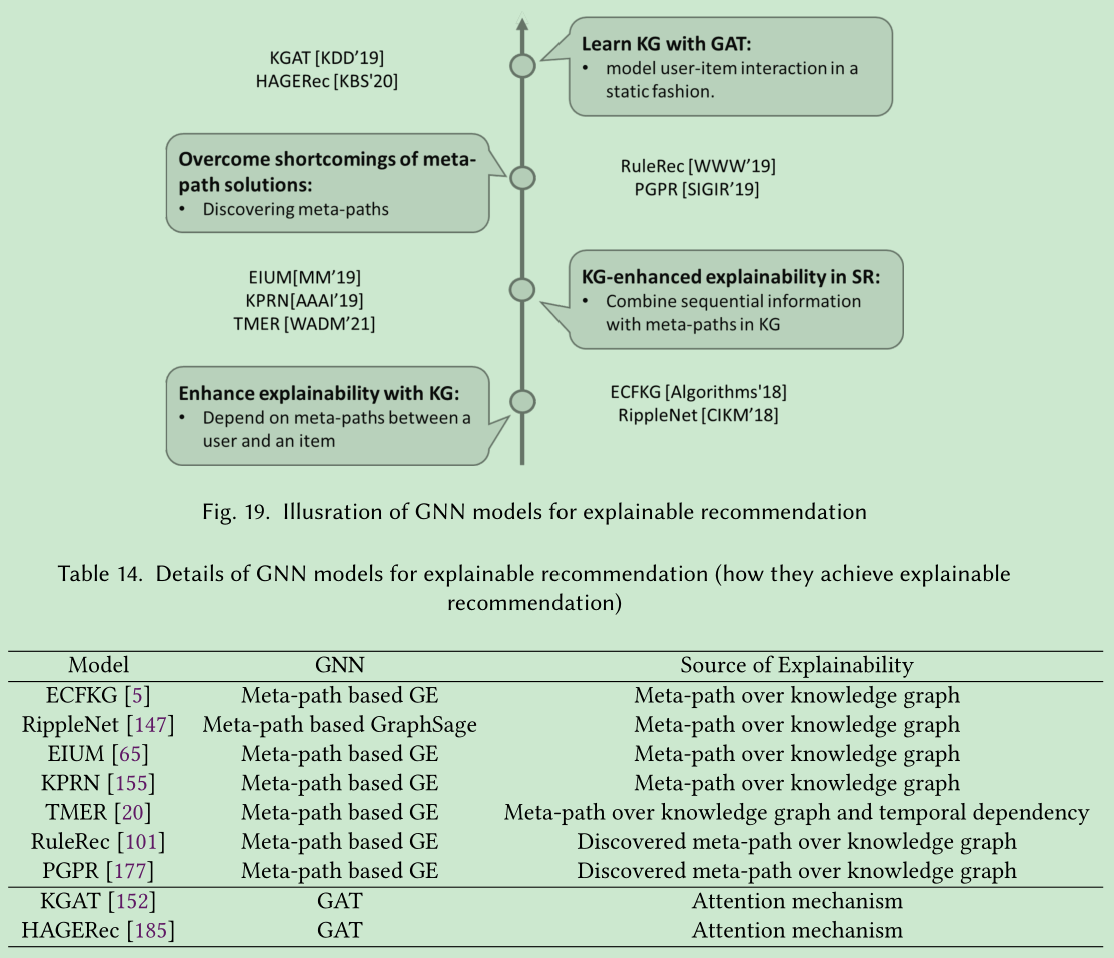 KGAT [KDD’19]
HAGERec [KBS'20]
Learn KG with GAT:
• model user-item interaction in a
static fashion.
Overcome shortcomings of meta-
path solutions:
• Discovering meta-paths
RuleRec [WWW’19]
PGPR [SIGIR’19]
EIUM[MM’19]
KPRN[AAAI’19]
TMER [WADM’21]
KG-enhanced explainability in SR:
• Combine sequential information
with meta-paths in KG
Enhance explainability with KG:
• Depend on meta-paths between a
user and an item
ECFKG [Algorithms'18]
RippleNet [CIKM’18]
Fig. 19. Illusration of GNN models for explainable recommendation
Table 14. Details of GNN models for explainable recommendation (how they achieve explainable
recommendation)
Model GNN Source of Explainability
ECFKG [5] Meta-path based GE Meta-path over knowledge graph
RippleNet [147] Meta-path based GraphSage Meta-path over knowledge graph
EIUM [65] Meta-path based GE Meta-path over knowledge graph
KPRN [155] Meta-path based GE Meta-path over knowledge graph
TMER [20] Meta-path based GE Meta-path over knowledge graph and temporal dependency
RuleRec [101] Meta-path based GE Discovered meta-path over knowledge graph
PGPR [177] Meta-path based GE Discovered meta-path over knowledge graph
KGAT [152] GAT Attention mechanism
HAGERec [185] GAT Attention mechanism